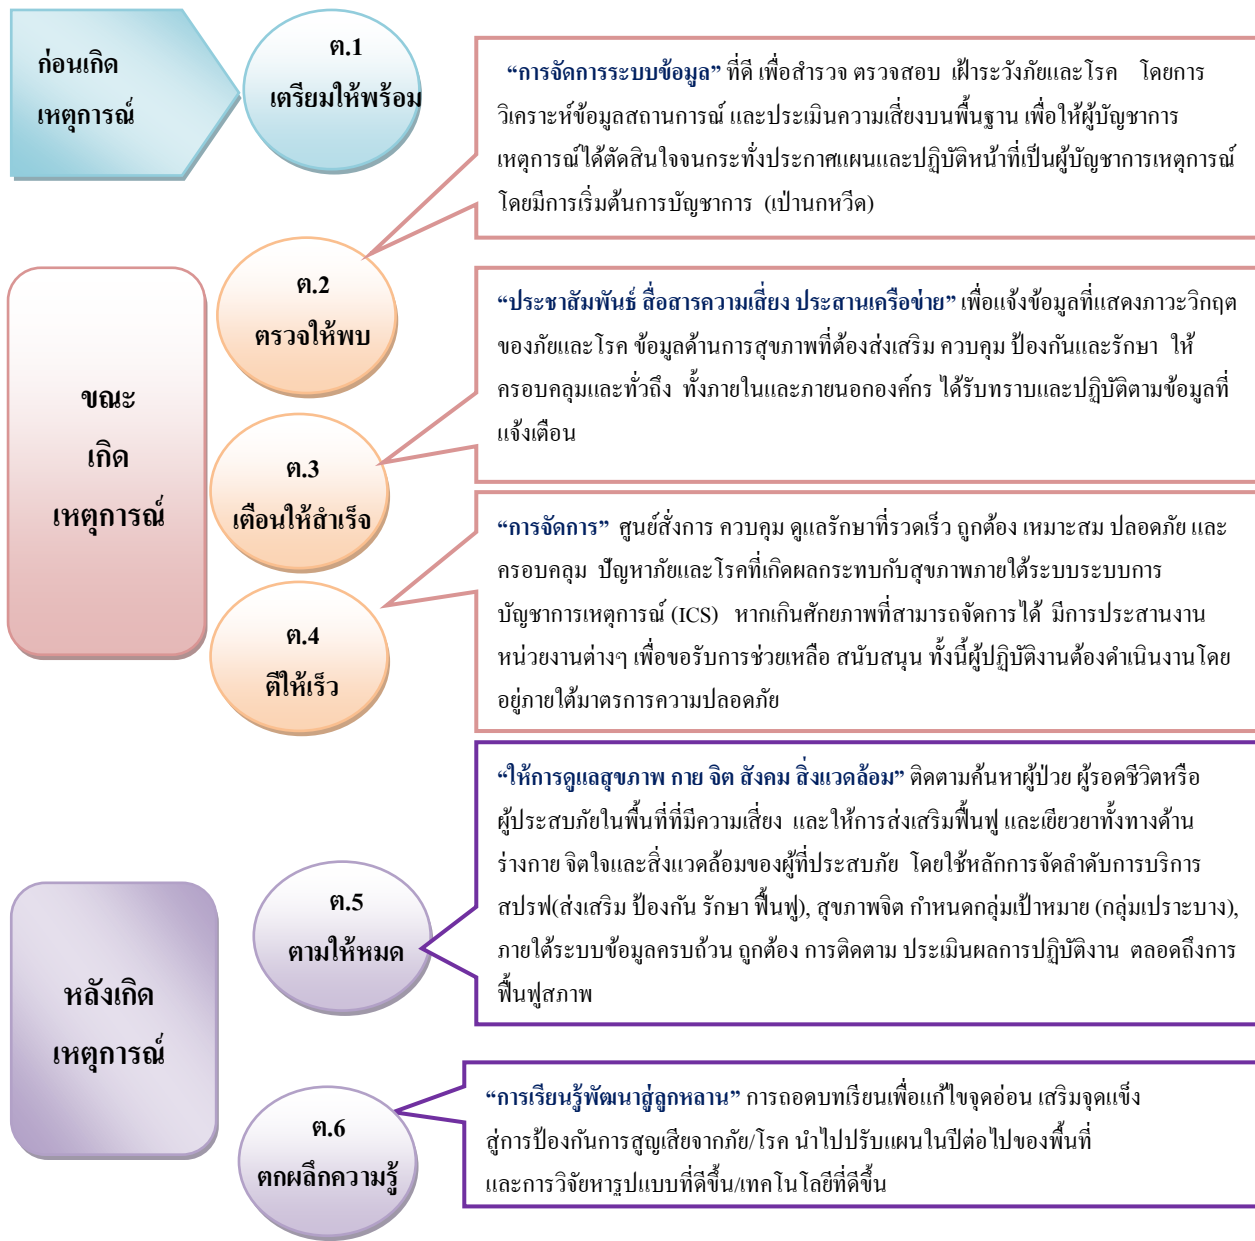 ก่อนเกิด
เหตุการณ์
ต.1
เตรียมให้พร้อม
“การจัดการระบบข้อมูล” ที่ดี เพื่อสำรวจ ตรวจสอบ เฝ้าระวังภัยและโรค โดยการ
วิเคราะห์ข้อมูลสถานการณ์ และประเมินความเสี่ยงบนพื้นฐาน เพื่อให้ผู้บัญชาการ
เหตุการณ์ได้ตัดสินใจจนกระทั่งประกาศแผนและปฏิบัติหน้าที่เป็นผู้บัญชาการเหตุการณ์
โดยมีการเริ่มต้นการบัญชาการ (เป่านกหวีด)
ขณะ
เกิด
เหตุการณ์
ต.2
ตรวจให้พบ
“ประชาสัมพันธ์ สื่อสารความเสี่ยง ประสานเครือข่าย” เพื่อแจ้งข้อมูลที่แสดงภาวะวิกฤต
ของภัยและโรค ข้อมูลด้านการสุขภาพที่ต้องส่งเสริม ควบคุม ป้องกันและรักษา ให้
ครอบคลุมและทั่วถึง ทั้งภายในและภายนอกองค์กร ได้รับทราบและปฏิบัติตามข้อมูลที่
แจ้งเตือน
ต.3
เตือนให้สำเร็จ
“การจัดการ” ศูนย์สั่งการ ควบคุม ดูแลรักษาที่รวดเร็ว ถูกต้อง เหมาะสม ปลอดภัย และ
ครอบคลุม ปัญหาภัยและโรคที่เกิดผลกระทบกับสุขภาพภายใต้ระบบระบบการ
บัญชาการเหตุการณ์ (ICS) หากเกินศักยภาพที่สามารถจัดการได้ มีการประสานงาน
หน่วยงานต่างๆ เพื่อขอรับการช่วยเหลือ สนับสนุน ทั้งนี้ผู้ปฏิบัติงานต้องดำเนินงานโดย
อยู่ภายใต้มาตรการความปลอดภัย
ต.4
ตีให้เร็ว
“ให้การดูแลสุขภาพ กาย จิต สังคม สิ่งแวดล้อม” ติดตามค้นหาผู้ป่วย ผู้รอดชีวิตหรือ
ผู้ประสบภัยในพื้นที่ที่มีความเสี่ยง และให้การส่งเสริมฟื้นฟู และเยียวยาทั้งทางด้าน
ร่างกาย จิตใจและสิ่งแวดล้อมของผู้ที่ประสบภัย โดยใช้หลักการจัดลำดับการบริการ
สปรฟ(ส่งเสริม ป้องกัน รักษา ฟื้นฟู), สุขภาพจิต กำหนดกลุ่มเป้าหมาย (กลุ่มเปราะบาง),
ภายใต้ระบบข้อมูลครบถ้วน ถูกต้อง การติดตาม ประเมินผลการปฏิบัติงาน ตลอดถึงการ
ฟื้นฟูสภาพ
หลังเกิด
เหตุการณ์
ต.5
ตามให้หมด
“การเรียนรู้พัฒนาสู่ลูกหลาน” การถอดบทเรียนเพื่อแก้ไขจุดอ่อน เสริมจุดแข็ง
สู่การป้องกันการสูญเสียจากภัย/โรค นำไปปรับแผนในปีต่อไปของพื้นที่
และการวิจัยหารูปแบบที่ดีขึ้น/เทคโนโลยีที่ดีขึ้น
ต.6
ตกผลึกความรู้